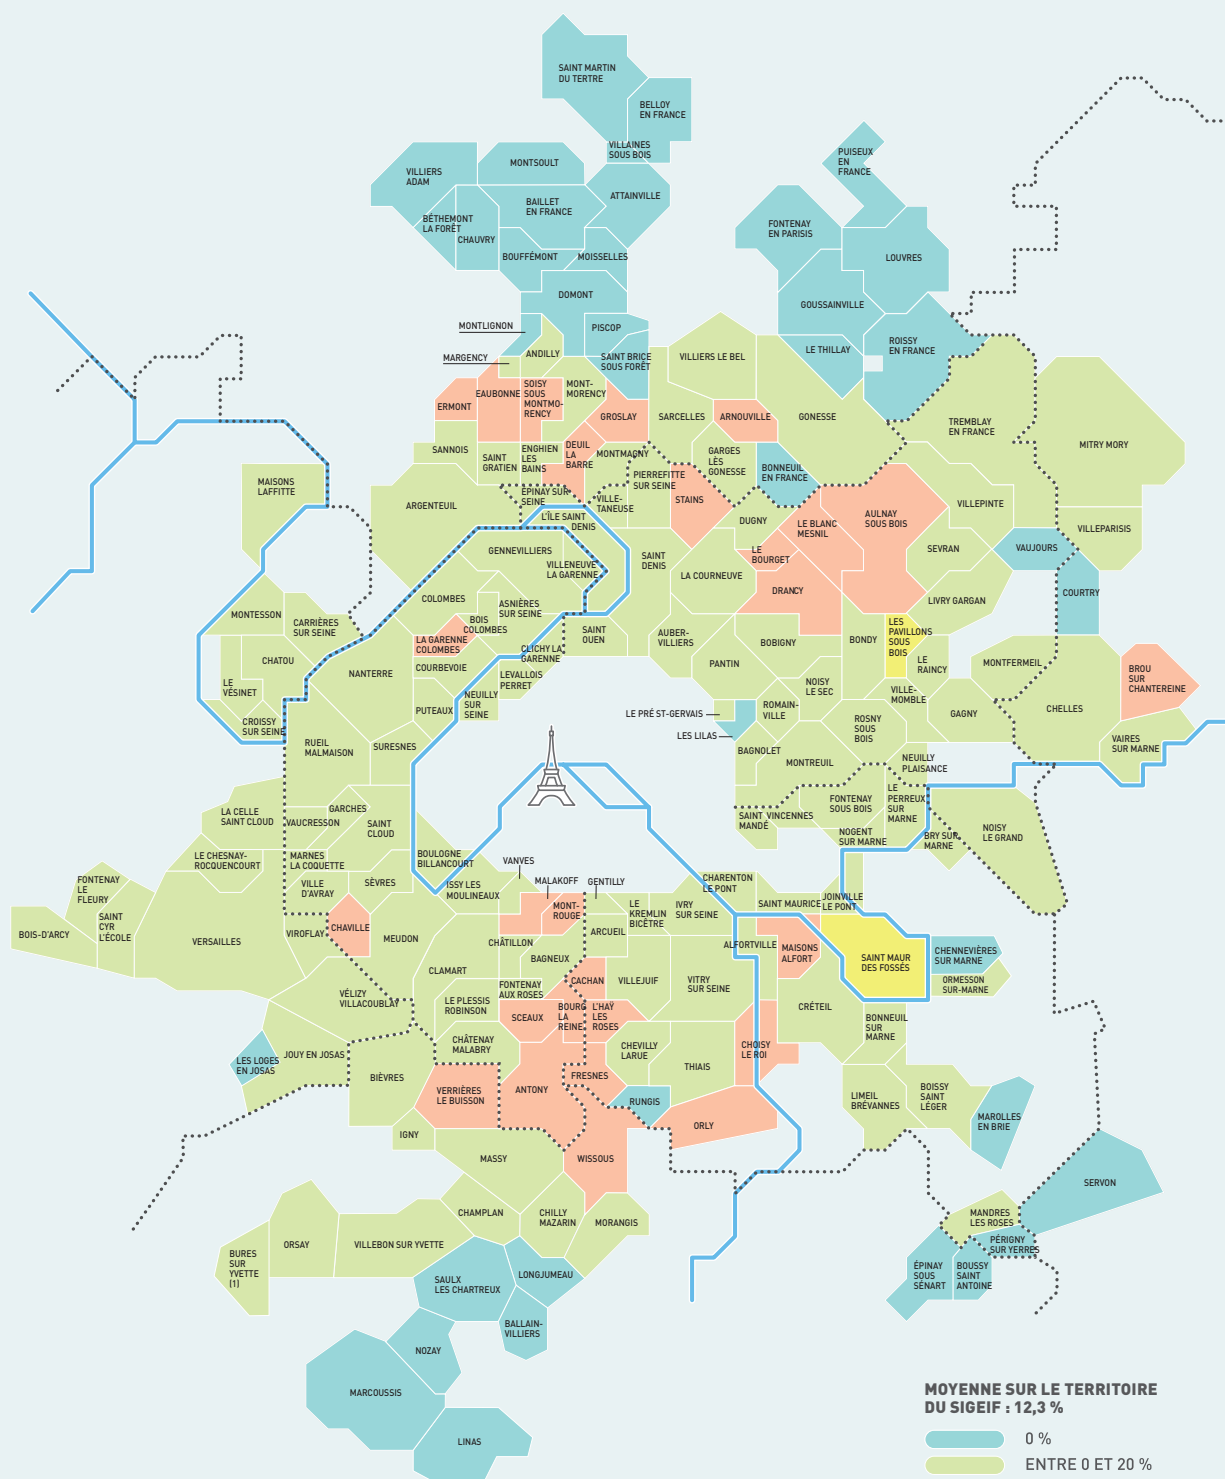 SAINT MARTIN
DU TERTRE
BELLOY
EN FRANCE
VILLAINES
SOUS BOIS
MONTSOULT
VILLIERS
ADAM
PUISEUX
EN
FRANCE
ATTAINVILLE
BAILLET
EN FRANCE
BÉTHEMONT
LA FORÊT
CHAUVRY
FONTENAY
EN PARISIS
BOUFFÉMONT
MOISSELLES
LOUVRES
DOMONT
GOUSSAINVILLE
MONTLIGNON
PISCOP
ROISSY
EN FRANCE
LE THILLAY
MARGENCY
ANDILLY
SAINT BRICE
SOUS FORÊT
VILLIERS LE BEL
EAUBONNE
SOISY
SOUS
MONTMO-
RENCY
MONT-
MORENCY
ERMONT
GROSLAY
SARCELLES
ARNOUVILLE
GONESSE
TREMBLAY
EN FRANCE
MITRY MORY
SANNOIS
SAINT
GRATIEN
ENGHIEN
LES
BAINS
DEUIL
LA
BARRE
MONTMAGNY
GARGES
LÈS
GONESSE
BONNEUIL
EN FRANCE
PIERREFITTE
SUR SEINE
MAISONS
LAFFITTE
ARGENTEUIL
ÉPINAY SUR
SEINE
VILLE-
TANEUSE
STAINS
VILLEPINTE
L'ÎLE SAINT
DENIS
DUGNY
LE BLANC
MESNIL
AULNAY
SOUS BOIS
VILLEPARISIS
GENNEVILLIERS
VILLENEUVE
LA GARENNE
SAINT
DENIS
LE
BOURGET
SEVRAN
VAUJOURS
LA COURNEUVE
DRANCY
COURTRY
COLOMBES
ASNIÈRES
SUR SEINE
LIVRY GARGAN
MONTESSON
CARRIÈRES
SUR SEINE
BOIS
COLOMBES
LA GARENNE
COLOMBES
SAINT
OUEN
AUBER-
VILLIERS
BOBIGNY
BONDY
LES
PAVILLONS
SOUS
BOIS
CLICHY LA
GARENNE
CHATOU
NANTERRE
COURBEVOIE
LEVALLOIS
PERRET
PANTIN
LE
RAINCY
MONTFERMEIL
BROU
SUR
CHANTEREINE
LE
VÉSINET
NOISY
LE SEC
VILLE-
MOMBLE
NEUILLY
SUR
SEINE
PUTEAUX
LE PRÉ ST-GERVAIS
ROMAIN-
VILLE
GAGNY
CHELLES
CROISSY
SUR SEINE
ROSNY
SOUS
BOIS
LES LILAS
RUEIL
MALMAISON
SURESNES
BAGNOLET
MONTREUIL
NEUILLY
PLAISANCE
VAIRES
SUR MARNE
LA CELLE
SAINT CLOUD
GARCHES
VAUCRESSON
SAINT
CLOUD
SAINT
MANDÉ
VINCENNES
FONTENAY
SOUS BOIS
LE
PERREUX
SUR
MARNE
NOGENT
SUR MARNE
BRY SUR
MARNE
NOISY
LE GRAND
LE CHESNAY-
ROCQUENCOURT
MARNES
LA COQUETTE
BOULOGNE
BILLANCOURT
VANVES
FONTENAY
LE
FLEURY
VILLE
D'AVRAY
SÈVRES
ISSY LES
MOULINEAUX
MALAKOFF
GENTILLY
CHARENTON
LE PONT
SAINT MAURICE
JOINVILLE
LE PONT
MONT-
ROUGE
LE
KREMLIN
BICÊTRE
IVRY
SUR SEINE
SAINT
CYR
L'ÉCOLE
BOIS-D'ARCY
VERSAILLES
VIROFLAY
CHAVILLE
MEUDON
CHÂTILLON
ARCUEIL
ALFORTVILLE
MAISONS
ALFORT
SAINT MAUR
DES FOSSÉS
CHENNEVIÈRES
SUR MARNE
BAGNEUX
CLAMART
VILLEJUIF
VITRY
SUR SEINE
ORMESSON
SUR-MARNE
VÉLIZY
VILLACOUBLAY
LE PLESSIS
ROBINSON
FONTENAY
AUX ROSES
CACHAN
SCEAUX
BOURG
LA
REINE
L'HAŸ
LES
ROSES
CRÉTEIL
BONNEUIL
SUR
MARNE
LES LOGES
EN JOSAS
JOUY EN JOSAS
CHÂTENAY
MALABRY
CHEVILLY
LARUE
CHOISY
LE ROI
THIAIS
BIÈVRES
VERRIÈRES
LE BUISSON
ANTONY
FRESNES
RUNGIS
ORLY
LIMEIL
BRÉVANNES
BOISSY
SAINT
LÉGER
MAROLLES
EN BRIE
IGNY
MASSY
WISSOUS
SERVON
CHAMPLAN
CHILLY
MAZARIN
MORANGIS
MANDRES
LES ROSES
ORSAY
VILLEBON SUR YVETTE
BURES
SUR
YVETTE
(1)
PÉRIGNY
SUR YERRES
SAULX
LES CHARTREUX
LONGJUMEAU
ÉPINAY
SOUS
SÉNART
BOUSSY
SAINT
ANTOINE
BALLAIN-
VILLIERS
NOZAY
MARCOUSSIS
LINAS
MOYENNE SUR LE TERRITOIRE
DU SIGEIF : 12,3 %
0 %
ENTRE 0 ET 20 %